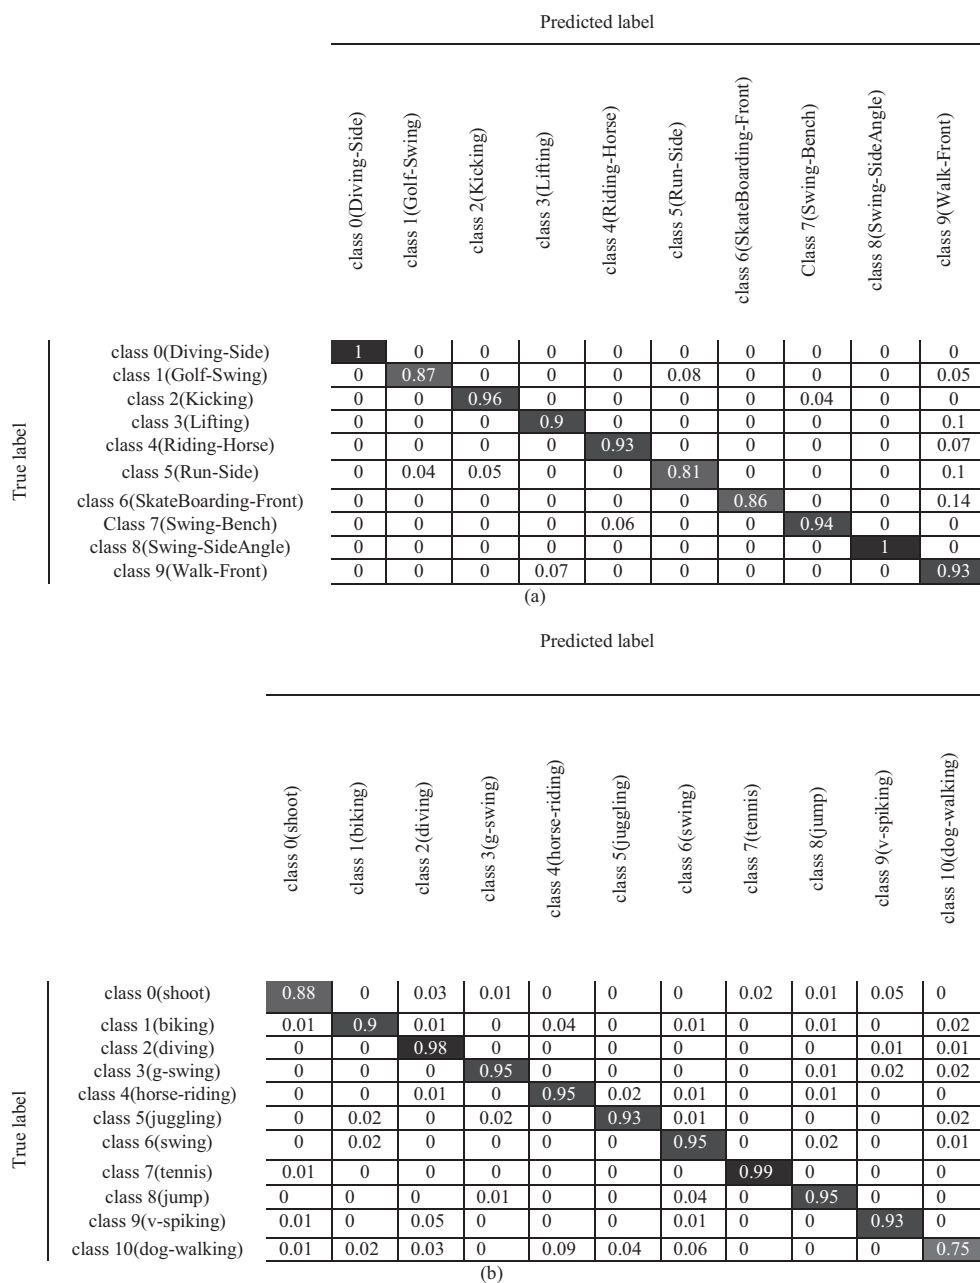 Predicted label
class 0(Diving-Side) class 1(Golf-Swing) class 2(Kicking) class 3(Lifting) class 4(Riding-Horse) class 5(Run-Side) class 6(SkateBoarding-Front) Class 7(Swing-Bench) class 8(Swing-SideAngle) class 9(Walk-Front)
True label
class 0(Diving-Side) 1 0 0 0 0 0 0 0 0 0
class 1(Golf-Swing) 0 0.87 0 0 0 0.08 0 0 0 0.05
class 2(Kicking) 0 0 0.96 0 0 0 0 0.04 0 0
class 3(Lifting) 0 0 0 0.9 0 0 0 0 0 0.1
class 4(Riding-Horse) 0 0 0 0 0.93 0 0 0 0 0.07
class 5(Run-Side) 0 0.04 0.05 0 0 0.81 0 0 0 0.1
class 6(SkateBoarding-Front) 0 0 0 0 0 0 0.86 0 0 0.14
Class 7(Swing-Bench) 0 0 0 0 0.06 0 0 0.94 0 0
class 8(Swing-SideAngle) 0 0 0 0 0 0 0 0 1 0
class 9(Walk-Front) 0 0 0 0.07 0 0 0 0 0 0.93
(a)
Predicted label
class 0(shoot) class 1(biking) class 2(diving) class 3(g-swing) class 4(horse-riding) class 5(juggling) class 6(swing) class 7(tennis) class 8(jump) class 9(v-spiking) class 10(dog-walking)
True label
class 0(shoot) 0.88 0 0.03 0.01 0 0 0 0.02 0.01 0.05 0
class 1(biking) 0.01 0.9 0.01 0 0.04 0 0.01 0 0.01 0 0.02
class 2(diving) 0 0 0.98 0 0 0 0 0 0 0.01 0.01
class 3(g-swing) 0 0 0 0.95 0 0 0 0 0.01 0.02 0.02
class 4(horse-riding) 0 0 0.01 0 0.95 0.02 0.01 0 0.01 0 0
class 5(juggling) 0 0.02 0 0.02 0 0.93 0.01 0 0 0 0.02
class 6(swing) 0 0.02 0 0 0 0 0.95 0 0.02 0 0.01
class 7(tennis) 0.01 0 0 0 0 0 0 0.99 0 0 0
class 8(jump) 0 0 0 0.01 0 0 0.04 0 0.95 0 0
class 9(v-spiking) 0.01 0 0.05 0 0 0 0.01 0 0 0.93 0
class 10(dog-walking) 0.01 0.02 0.03 0 0.09 0.04 0.06 0 0 0 0.75
(b)